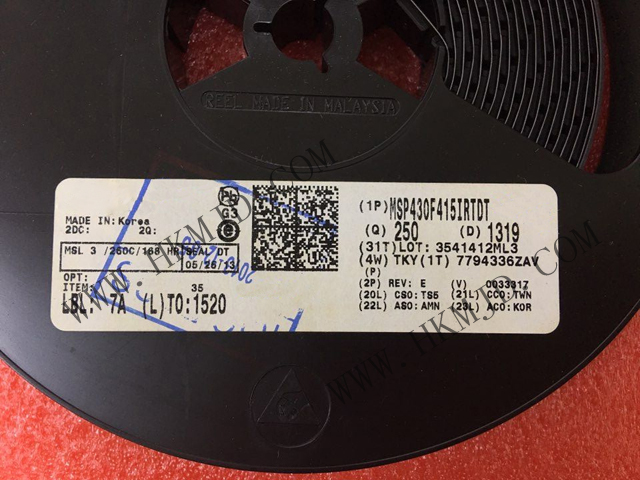 REEL MADE IN MALAYSIA
MADE IN: Korea
2DC: 2Q:
MSL 3 /260C/168 HR SEAL DT
05/26/13
OPT:
ITEM: 35
LBL: 7A (L)TO:1520
Pb
G3
e
(1P) MSP430F415IRTDT
(Q) 250 (D) 1319
(31T)LOT: 3541412ML3
(4W) TKY(1T) 7794336ZAV
(P)
(2P) REV: E (V) 0033317
(20L) CSO:TS5 (21L) CCO:TWN
(22L) ASO:AMN (23L) ACO:KOR
WWW.HKMJD.COM
WWW.HKMJD.COM